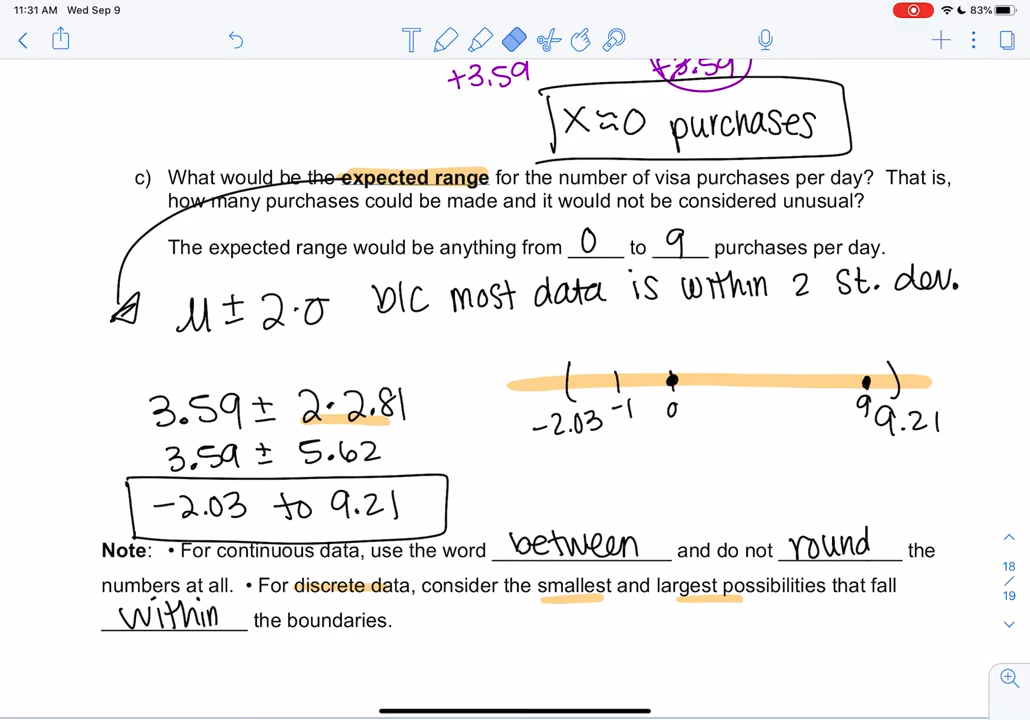 11:31 AM Wed Sep 9
83%
T
+3.59
+3.59
X≈0 purchases
c) What would be the expected range for the number of visa purchases per day? That is,
how many purchases could be made and it would not be considered unusual?
The expected range would be anything from 0 to 9 purchases per day.
μ ± 2·σ b/c most data is within 2 st. dev.
3.59 ± 2·2.81
-2.03 -1 0 9 9.21
3.59 ± 5.62
-2.03 to 9.21
Note: • For continuous data, use the word between and do not round the
numbers at all. • For discrete data, consider the smallest and largest possibilities that fall
within the boundaries.
18
/
19